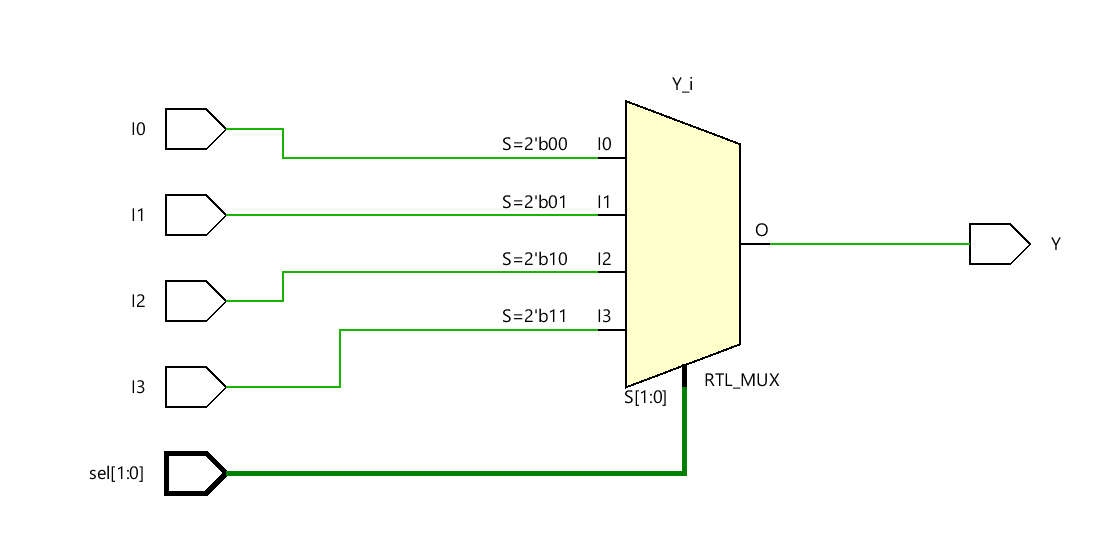 Y_i
I0
S=2'b00 I0
I1
S=2'b01 I1
O
Y
I2
S=2'b10 I2
I3
S=2'b11 I3
RTL_MUX
S[1:0]
sel[1:0]